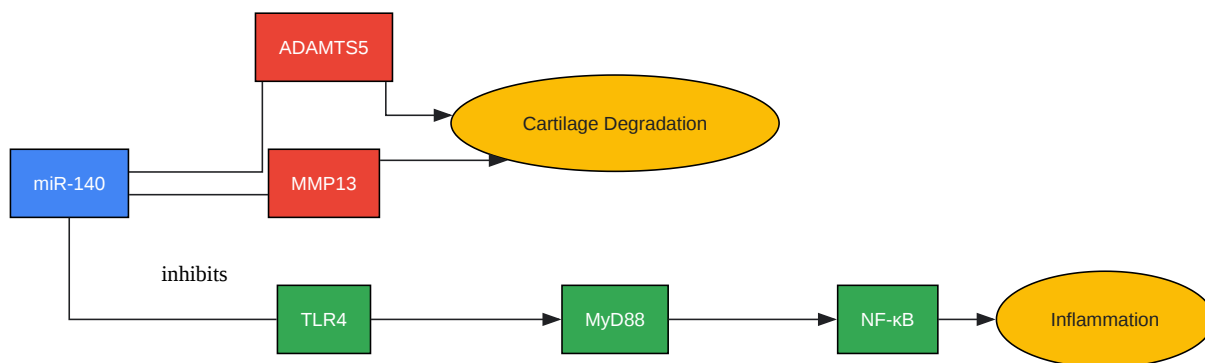 ADAMTS5
Cartilage Degradation
miR-140
MMP13
inhibits
TLR4
MyD88
NF-κB
Inflammation